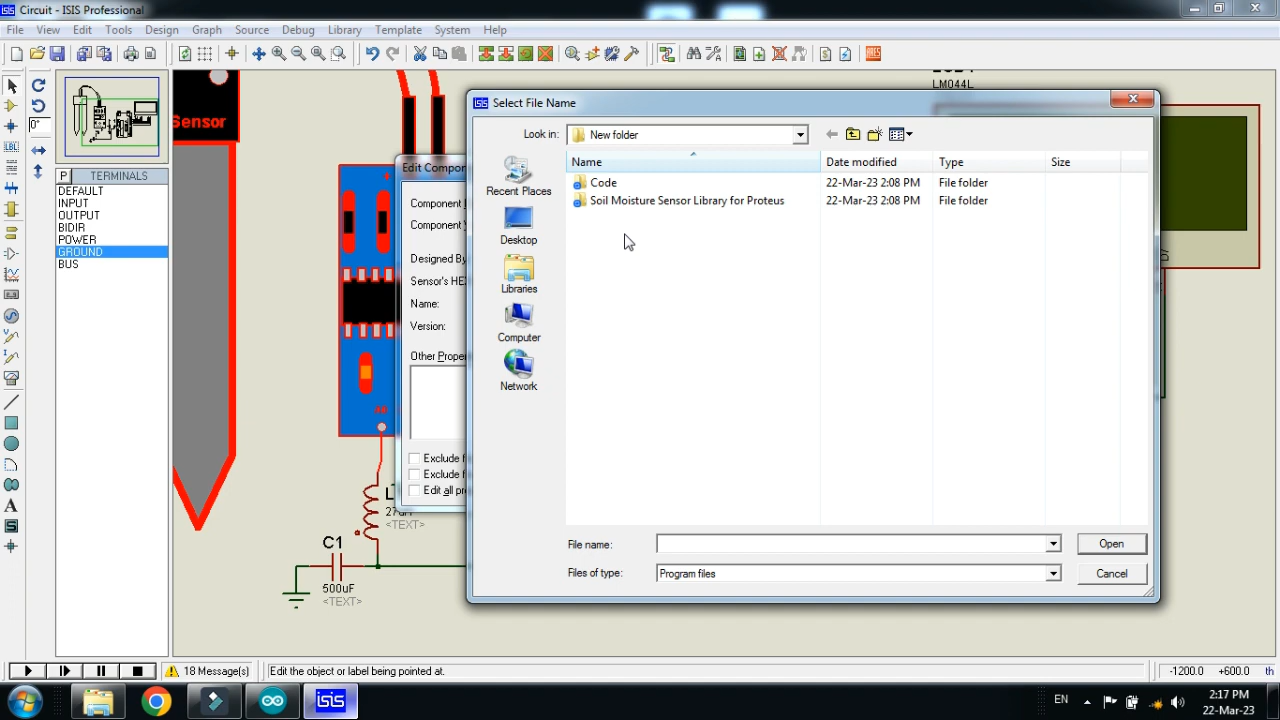 Circuit - ISIS Professional
File View Edit Tools Design Graph Source Debug Library Template System Help
LM044L
0°
LBL
P TERMINALS
DEFAULT
INPUT
OUTPUT
BIDIR
POWER
GROUND
BUS
Sensor
Edit Compon
Component
Component V
Designed By
Sensor's HE
Name:
Version:
Other Proper
Exclude f
Exclude f
Edit all pr
Select File Name
Look in: New folder
Name Date modified Type Size
Code 22-Mar-23 2:08 PM File folder
Soil Moisture Sensor Library for Proteus 22-Mar-23 2:08 PM File folder
Recent Places
Desktop
Libraries
Computer
Network
File name: Open
Files of type: Program files Cancel
<TEXT>
C1
500uF
<TEXT>
18 Message(s) Edit the object or label being pointed at. -1200.0 +600.0 th
isis
EN
2:17 PM
22-Mar-23